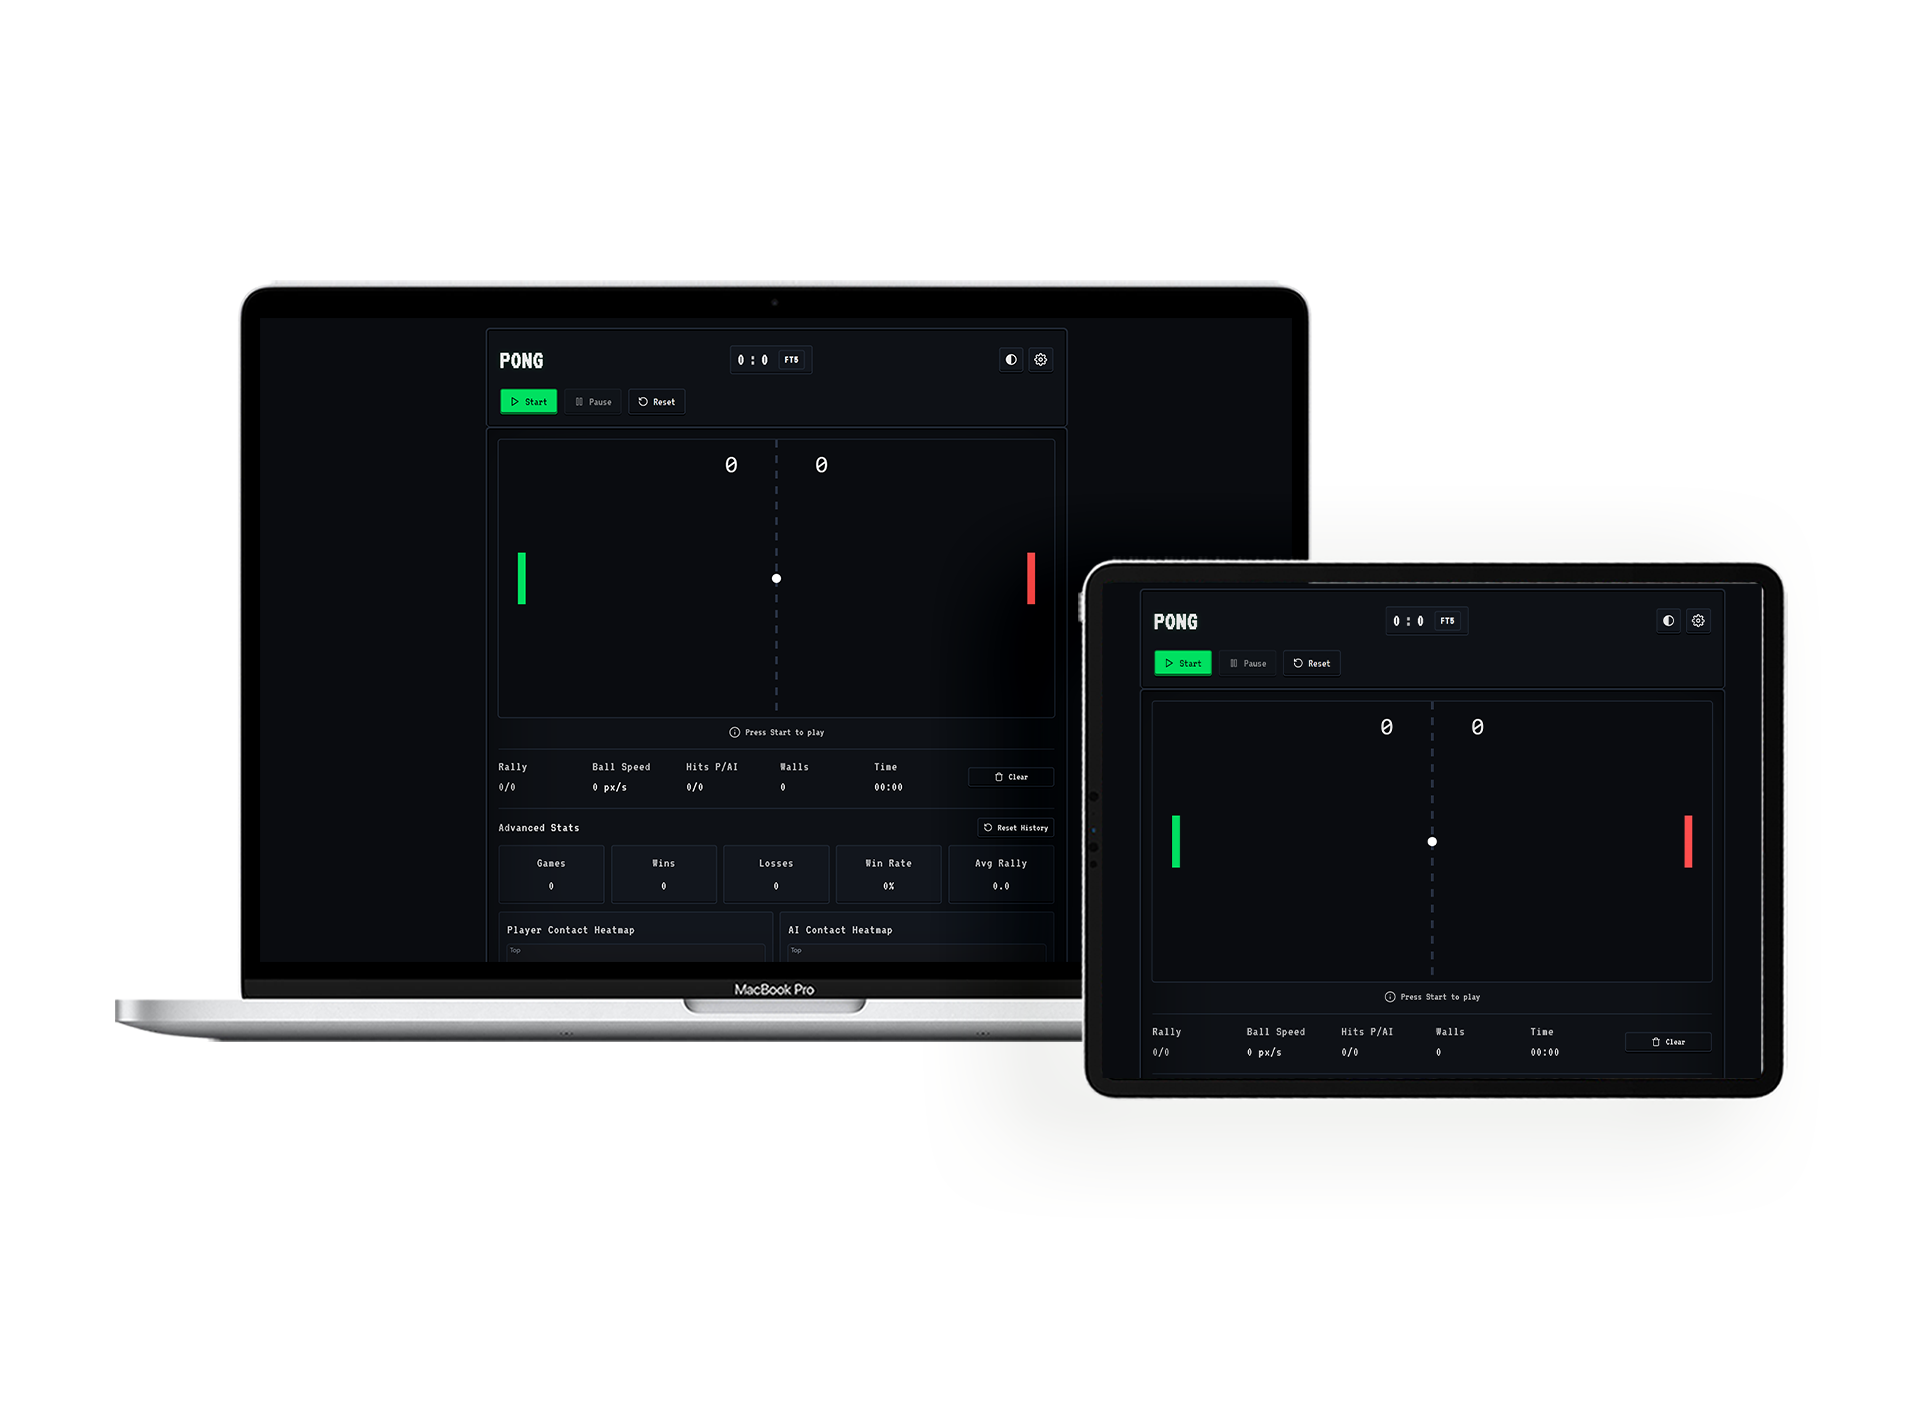 PONG
0 : 0 FT5
Start Pause Reset
0 0
Press Start to play
Rally Ball Speed Hits P/AI Walls Time
0/0 0 px/s 0/0 0 00:00
Clear
Advanced Stats
Reset History
Games Wins Losses Win Rate Avg Rally
0 0 0 0% 0.0
Player Contact Heatmap AI Contact Heatmap
Top Top
MacBook Pro
PONG
0 : 0 FT5
Start Pause Reset
0 0
Press Start to play
Rally Ball Speed Hits P/AI Walls Time
0/0 0 px/s 0/0 0 00:00
Clear